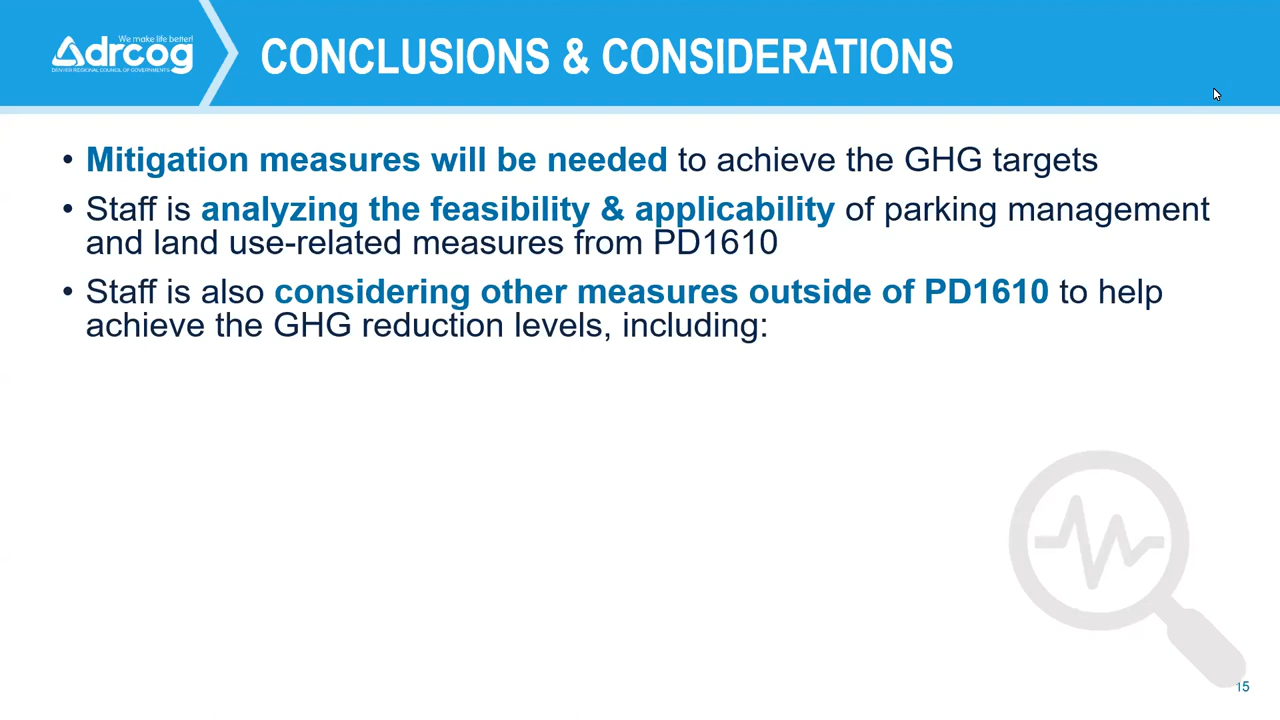 We make life better!
drcog
DENVER REGIONAL COUNCIL OF GOVERNMENTS
CONCLUSIONS & CONSIDERATIONS
• Mitigation measures will be needed to achieve the GHG targets
• Staff is analyzing the feasibility & applicability of parking management
and land use-related measures from PD1610
• Staff is also considering other measures outside of PD1610 to help
achieve the GHG reduction levels, including:
15